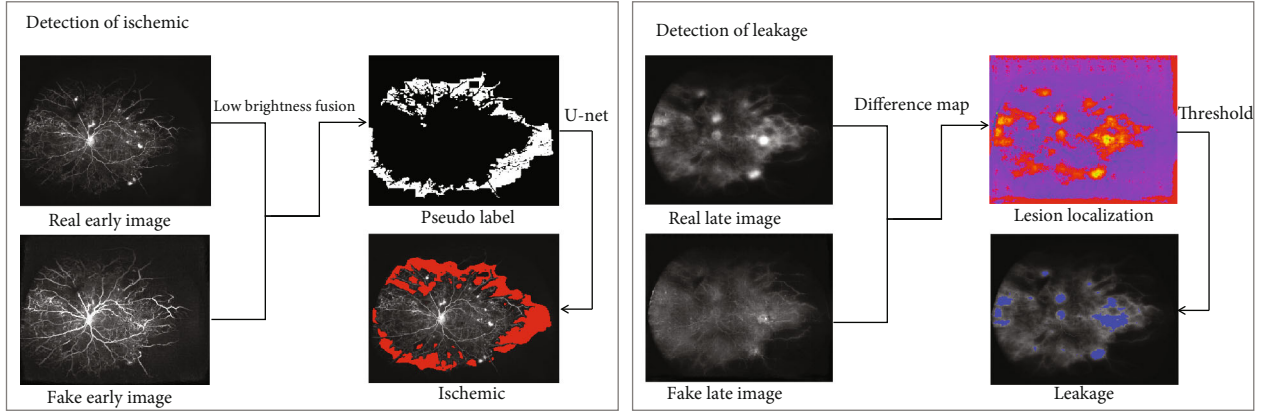 Detection of ischemic
Low brightness fusion
U-net
Real early image
Pseudo label
Fake early image
Ischemic
Detection of leakage
Difference map
Threshold
Real late image
Lesion localization
Fake late image
Leakage